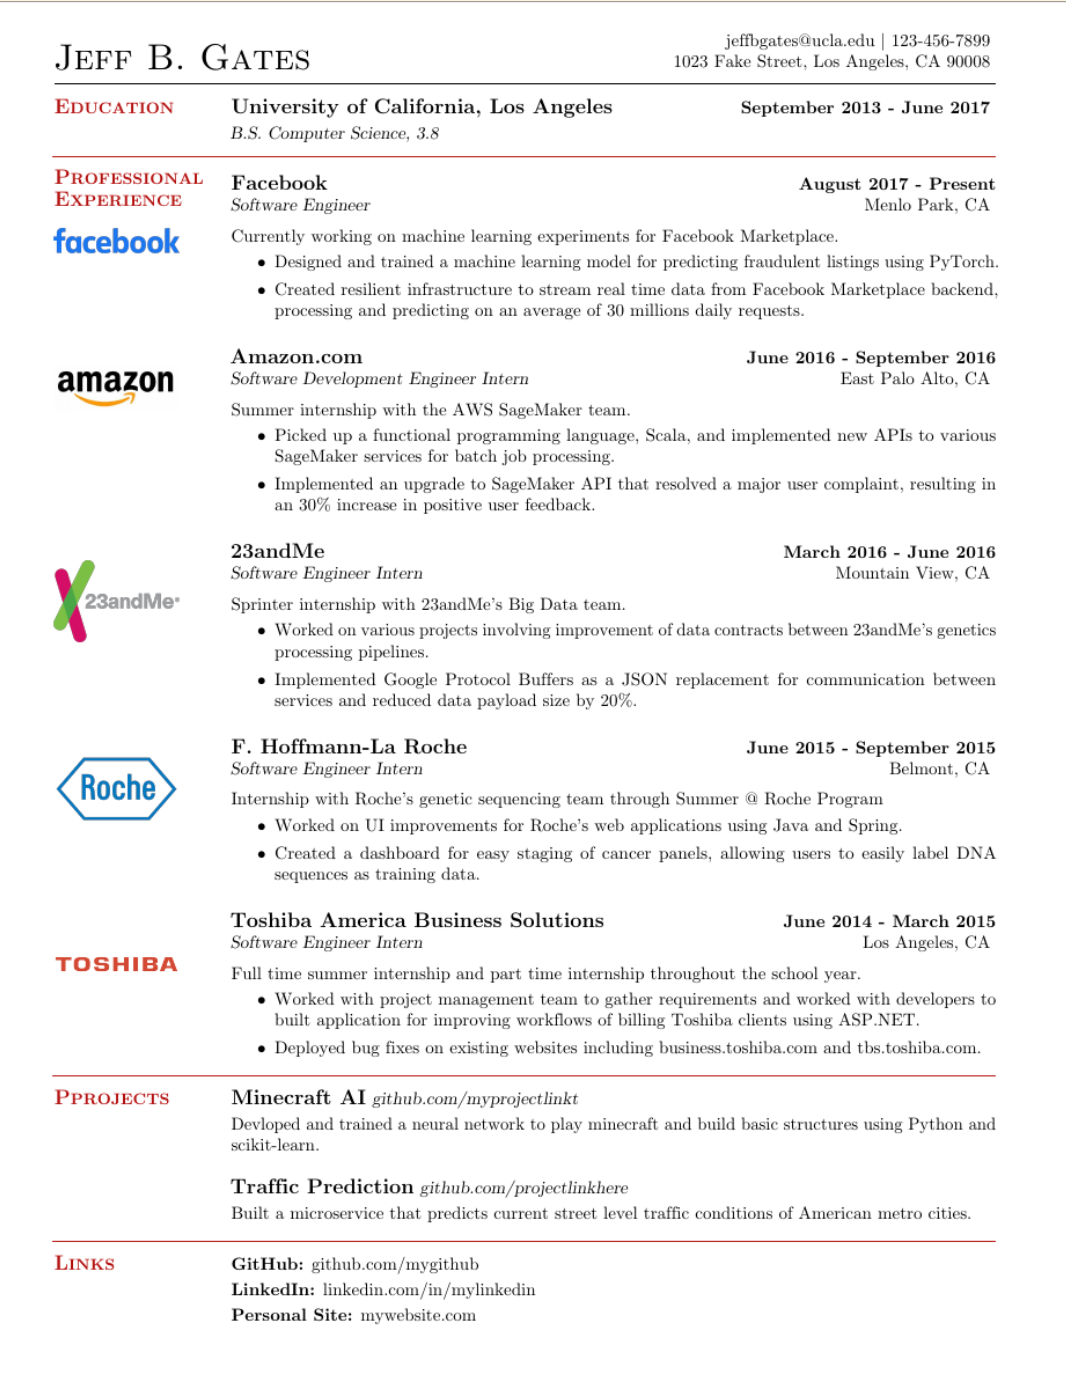 Jeff B. Gates
jeffbgates@ucla.edu | 123-456-7899
1023 Fake Street, Los Angeles, CA 90008
Education
University of California, Los Angeles September 2013 - June 2017
B.S. Computer Science, 3.8
Professional
Experience
Facebook August 2017 - Present
Software Engineer Menlo Park, CA
facebook
Currently working on machine learning experiments for Facebook Marketplace.
• Designed and trained a machine learning model for predicting fraudulent listings using PyTorch.
• Created resilient infrastructure to stream real time data from Facebook Marketplace backend,
processing and predicting on an average of 30 millions daily requests.
Amazon.com June 2016 - September 2016
Software Development Engineer Intern East Palo Alto, CA
amazon
Summer internship with the AWS SageMaker team.
• Picked up a functional programming language, Scala, and implemented new APIs to various
SageMaker services for batch job processing.
• Implemented an upgrade to SageMaker API that resolved a major user complaint, resulting in
an 30% increase in positive user feedback.
23andMe March 2016 - June 2016
Software Engineer Intern Mountain View, CA
23andMe
Sprinter internship with 23andMe's Big Data team.
• Worked on various projects involving improvement of data contracts between 23andMe's genetics
processing pipelines.
• Implemented Google Protocol Buffers as a JSON replacement for communication between
services and reduced data payload size by 20%.
F. Hoffmann-La Roche June 2015 - September 2015
Software Engineer Intern Belmont, CA
Roche
Internship with Roche's genetic sequencing team through Summer @ Roche Program
• Worked on UI improvements for Roche's web applications using Java and Spring.
• Created a dashboard for easy staging of cancer panels, allowing users to easily label DNA
sequences as training data.
Toshiba America Business Solutions June 2014 - March 2015
Software Engineer Intern Los Angeles, CA
TOSHIBA
Full time summer internship and part time internship throughout the school year.
• Worked with project management team to gather requirements and worked with developers to
built application for improving workflows of billing Toshiba clients using ASP.NET.
• Deployed bug fixes on existing websites including business.toshiba.com and tbs.toshiba.com.
Pprojects
Minecraft AI github.com/myprojectlinkt
Devloped and trained a neural network to play minecraft and build basic structures using Python and
scikit-learn.
Traffic Prediction github.com/projectlinkhere
Built a microservice that predicts current street level traffic conditions of American metro cities.
Links
GitHub: github.com/mygithub
LinkedIn: linkedin.com/in/mylinkedin
Personal Site: mywebsite.com